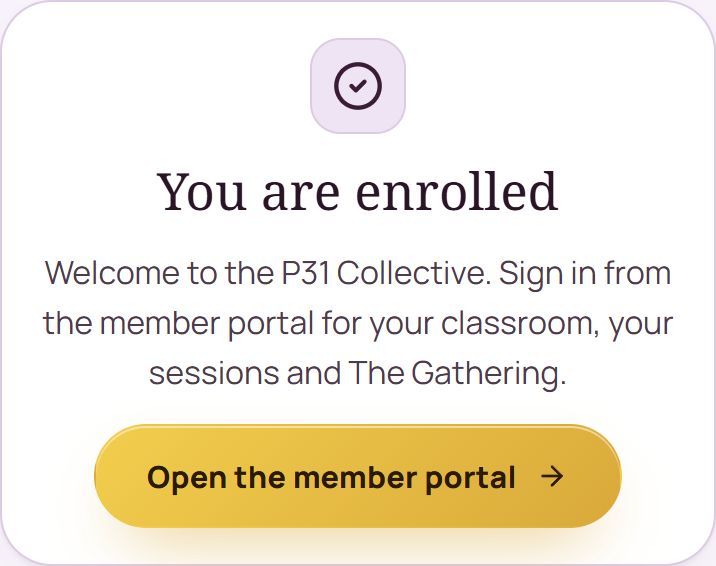 You are enrolled
Welcome to the P31 Collective. Sign in from
the member portal for your classroom, your
sessions and The Gathering.
Open the member portal →